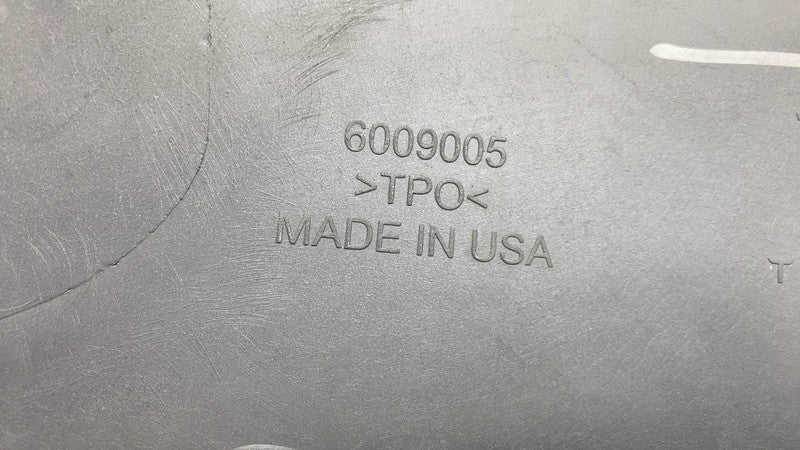 6009005
>TPO<
MADE IN USA
T